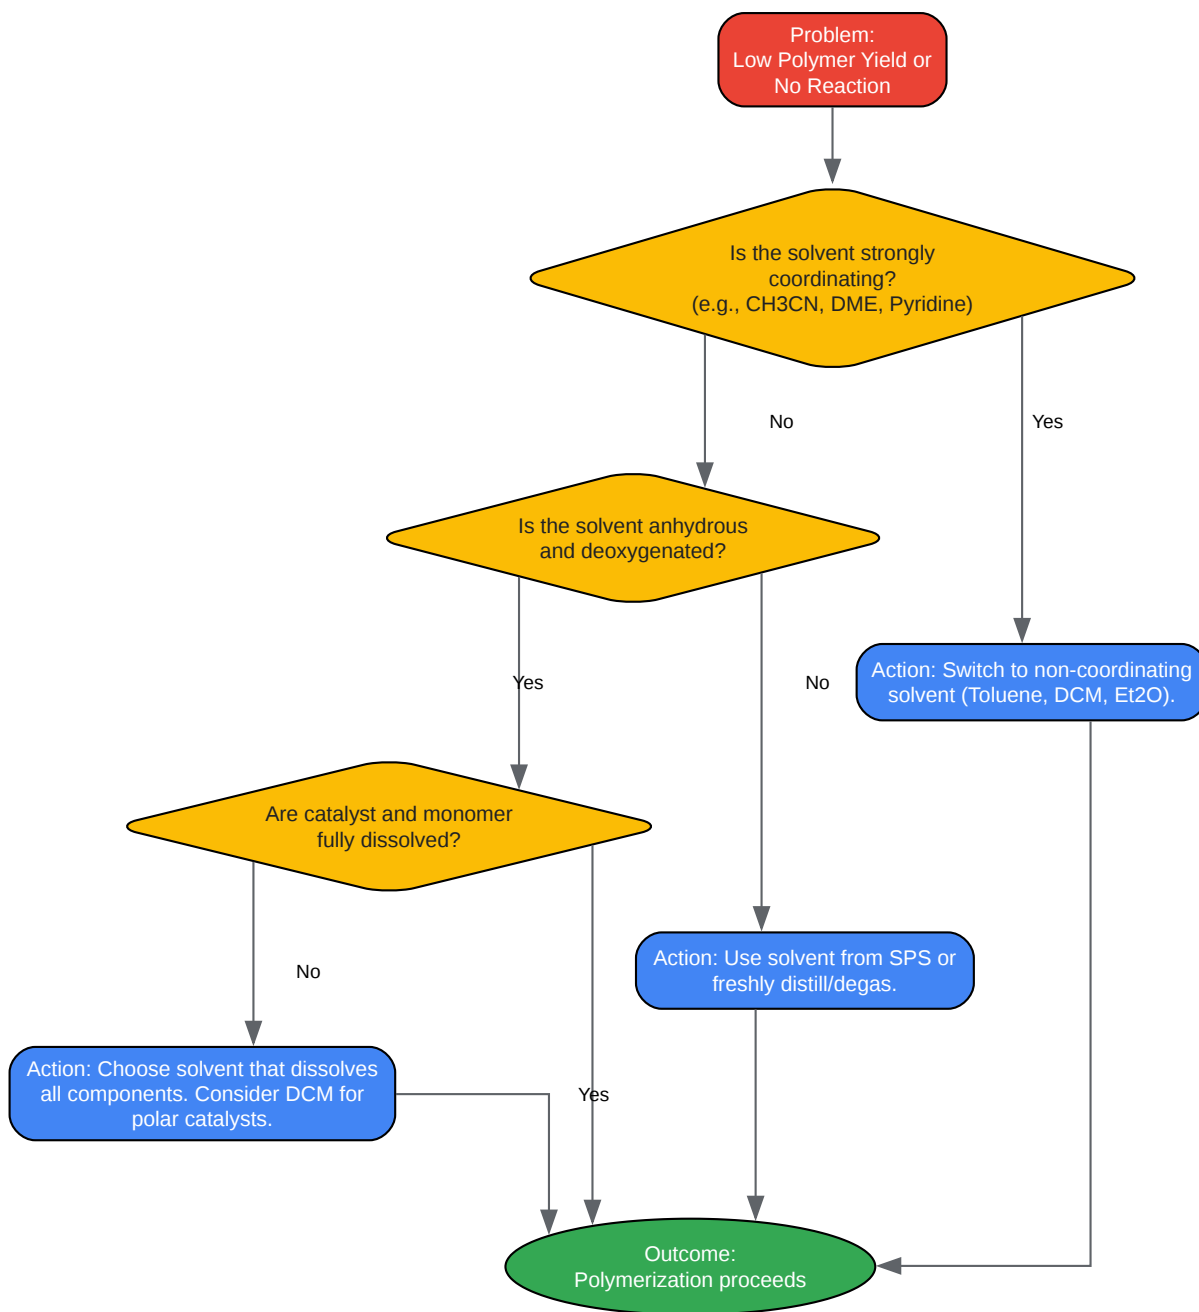 Problem:
Low Polymer Yield or
No Reaction
Is the solvent strongly
coordinating?
(e.g., CH3CN, DME, Pyridine)
No
Yes
Is the solvent anhydrous
and deoxygenated?
Yes
No
Action: Switch to non-coordinating
solvent (Toluene, DCM, Et2O).
Are catalyst and monomer
fully dissolved?
No
Action: Use solvent from SPS or
freshly distill/degas.
Action: Choose solvent that dissolves
all components. Consider DCM for
polar catalysts.
Yes
Outcome:
Polymerization proceeds